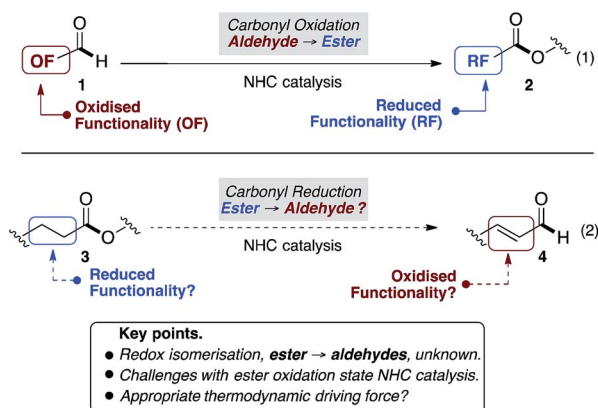 O
Carbonyl Oxidation
Aldehyde → Ester
O
OF
H
RF
O
(1)
1
NHC catalysis
2
Oxidised
Functionality (OF)
Reduced
Functionality (RF)
O
Carbonyl Reduction
Ester → Aldehyde ?
O
O
H
(2)
3
NHC catalysis
4
Reduced
Functionality?
Oxidised
Functionality?
Key points.
● Redox isomerisation, ester → aldehydes, unknown.
● Challenges with ester oxidation state NHC catalysis.
● Appropriate thermodynamic driving force?